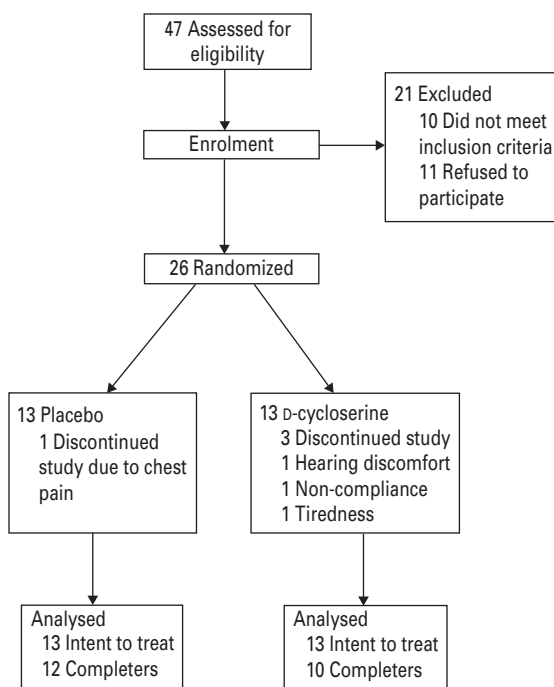 47 Assessed for
eligibility
21 Excluded
10 Did not meet
inclusion criteria
11 Refused to
participate
Enrolment
26 Randomized
13 Placebo
1 Discontinued
study due to chest
pain
13 D-cycloserine
3 Discontinued study
1 Hearing discomfort
1 Non-compliance
1 Tiredness
Analysed
13 Intent to treat
12 Completers
Analysed
13 Intent to treat
10 Completers